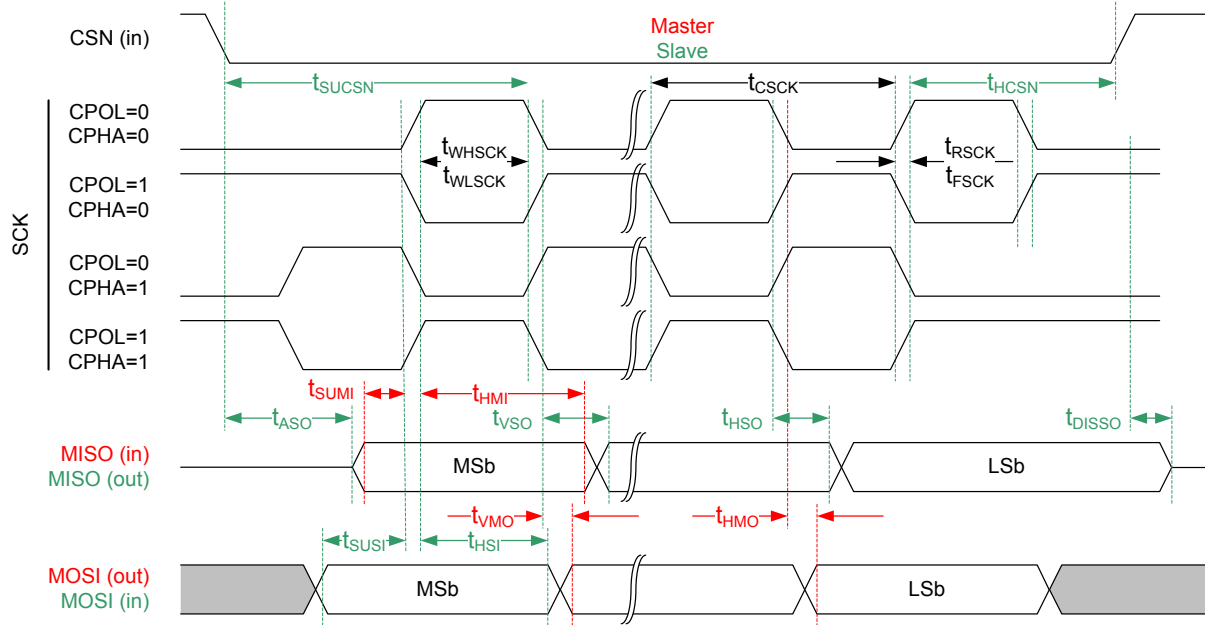 CSN (in)
Master
Slave
tSUCSN
tCSCK
tHCSN
SCK
CPOL=0
CPHA=0
tWHSCK
tWLSCK
tRSCK
tFSCK
CPOL=1
CPHA=0
CPOL=0
CPHA=1
CPOL=1
CPHA=1
tSUMI
tHMI
tASO
tVSO
tHSO
tDISSO
MISO (in)
MISO (out)
MSb
LSb
tVMO
tHMO
tSUSI
tHSI
MOSI (out)
MOSI (in)
MSb
LSb